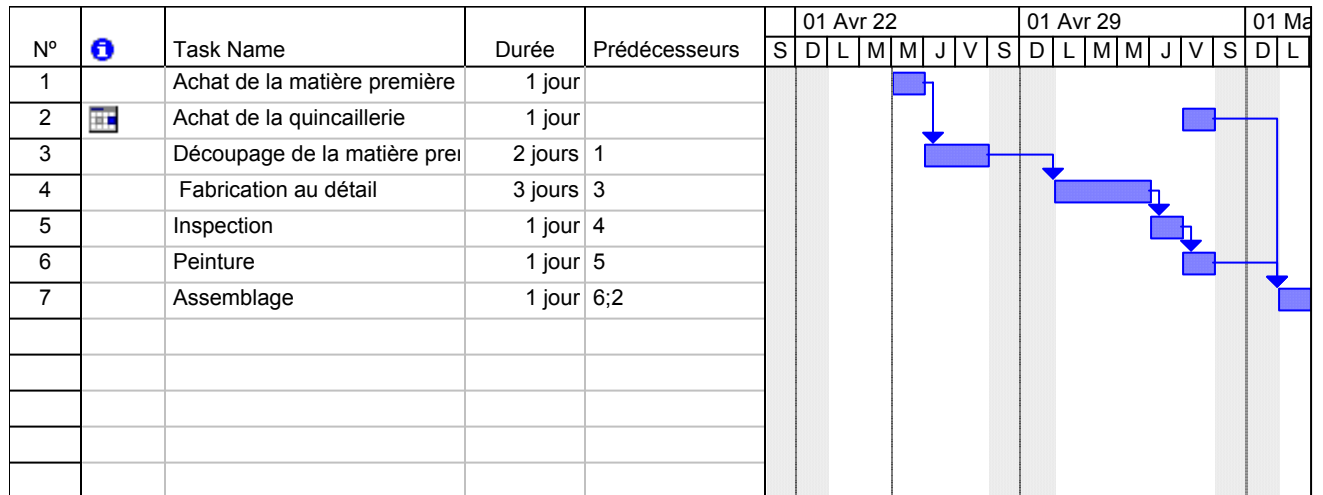 01 Avr 22 01 Avr 29 01 Ma
Nº Task Name Durée Prédécesseurs S D L M M J V S D L M M J V S D L
1 Achat de la matière première 1 jour
2 Achat de la quincaillerie 1 jour
3 Découpage de la matière prer 2 jours 1
4 Fabrication au détail 3 jours 3
5 Inspection 1 jour 4
6 Peinture 1 jour 5
7 Assemblage 1 jour 6;2